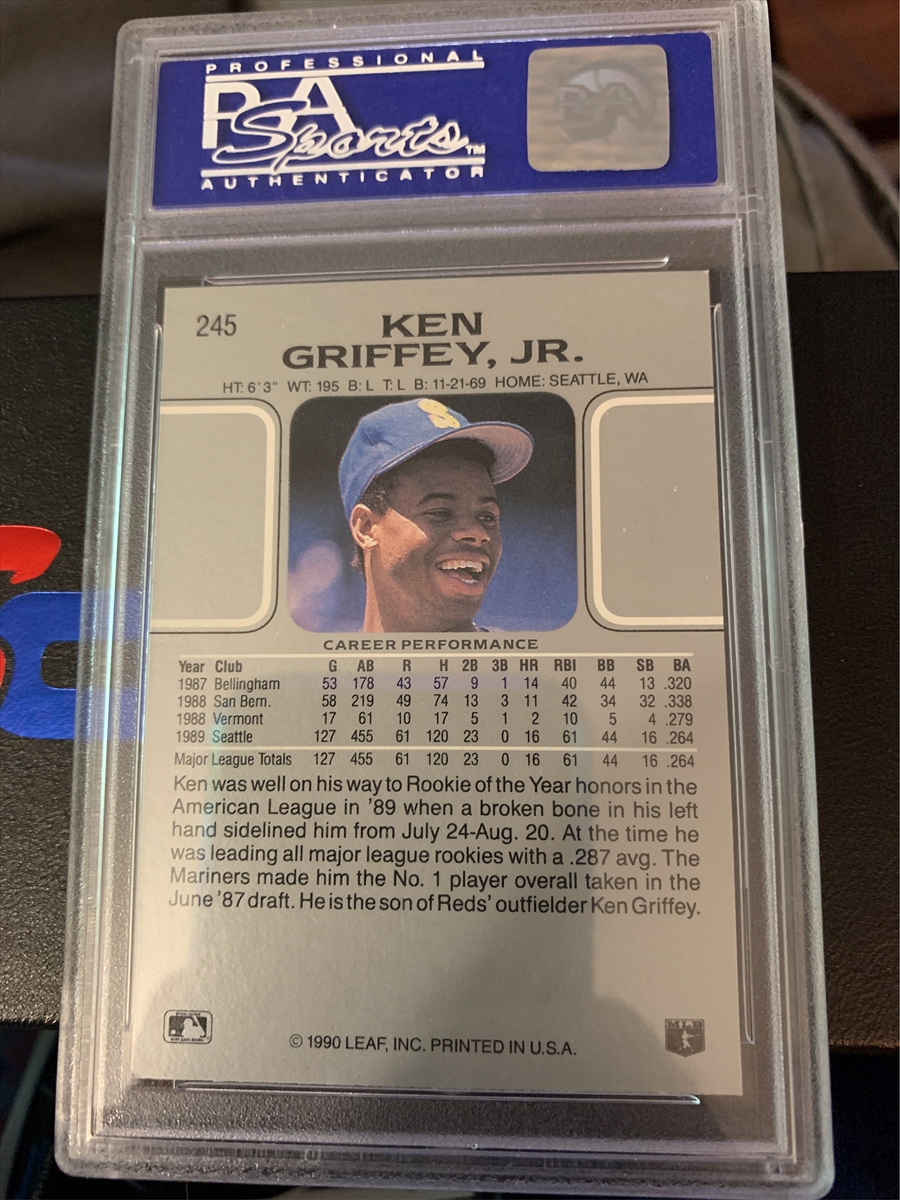 PROFESSIONAL
PSA
Sports™
AUTHENTICATOR
PSA
245
KEN
GRIFFEY, JR.
HT: 6'3" WT: 195 B: L T: L B: 11-21-69 HOME: SEATTLE, WA
S
CAREER PERFORMANCE
Year Club G AB R H 2B 3B HR RBI BB SB BA
1987 Bellingham 53 178 43 57 9 1 14 40 44 13 .320
1988 San Bern. 58 219 49 74 13 3 11 42 34 32 .338
1988 Vermont 17 61 10 17 5 1 2 10 5 4 .279
1989 Seattle 127 455 61 120 23 0 16 61 44 16 .264
Major League Totals 127 455 61 120 23 0 16 61 44 16 .264
Ken was well on his way to Rookie of the Year honors in the
American League in '89 when a broken bone in his left
hand sidelined him from July 24-Aug. 20. At the time he
was leading all major league rookies with a .287 avg. The
Mariners made him the No. 1 player overall taken in the
June '87 draft. He is the son of Reds' outfielder Ken Griffey.
© 1990 LEAF, INC. PRINTED IN U.S.A.
MLB